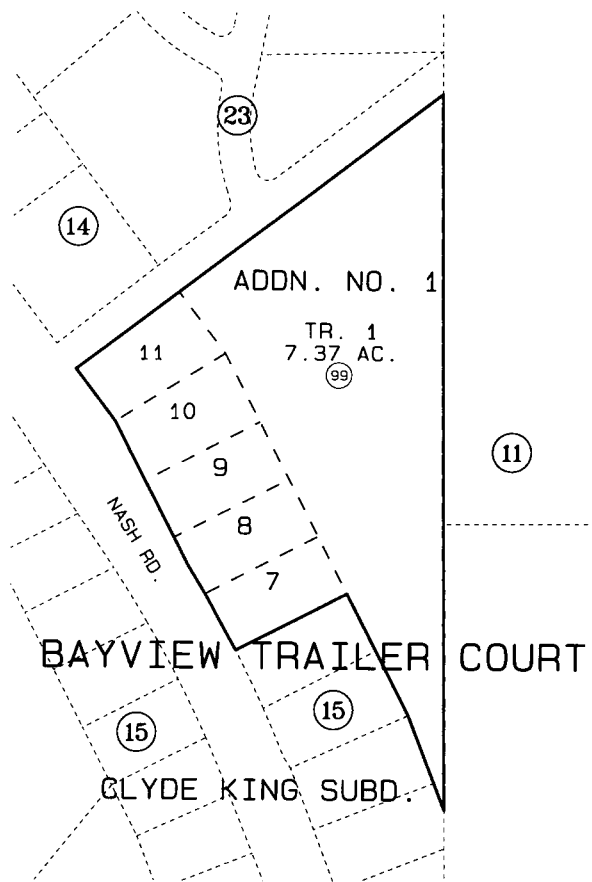 23
14
ADDN. NO. 1
TR. 1
7.37 AC.
99
11
10
11
9
8
7
NASH RD.
BAYVIEW TRAILER COURT
15
15
CLYDE KING SUBD.